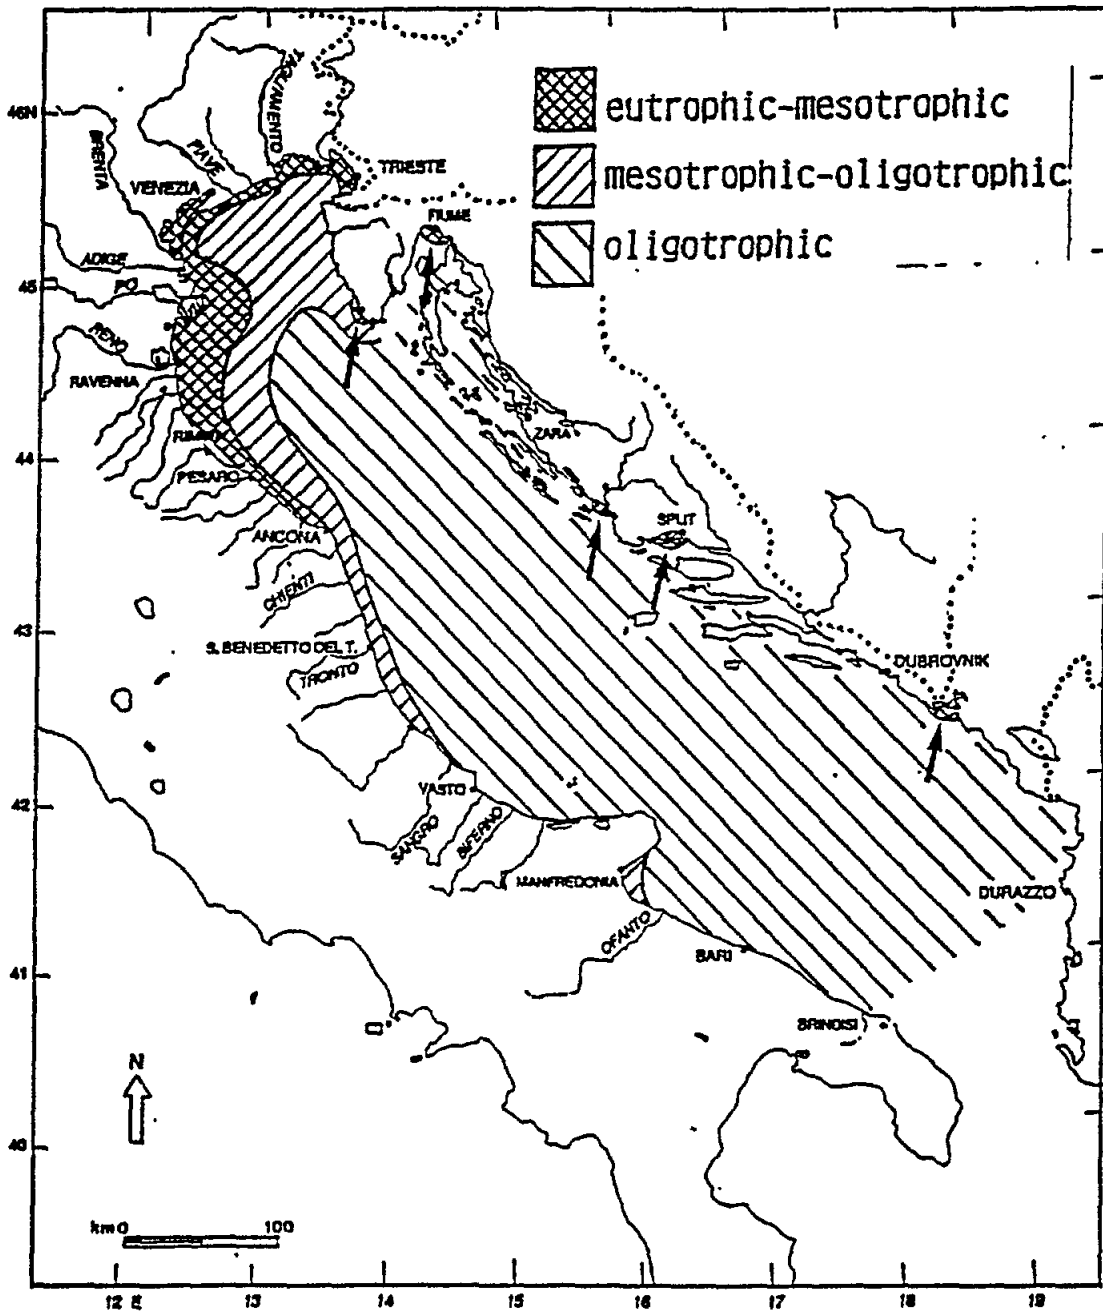 eutrophic-mesotrophic
mesotrophic-oligotrophic
oligotrophic
46N
45
44
43
42
41
40
TAGLIAMENTO
PIAVE
BRENTA
TRIESTE
VENEZIA
FIUME
ADIGE
PO
RENO
RAVENNA
RIMINI
ZARA
PESARO
SPLIT
ANCONA
CHIENTI
S. BENEDETTO DEL T.
TRONTO
DUBROVNIK
VASTO
SANGRO
BIFERNO
MANFREDONIA
DURAZZO
OFANTO
BARI
BRINDISI
N
km 0 100
12 E 13 14 15 16 17 18 19